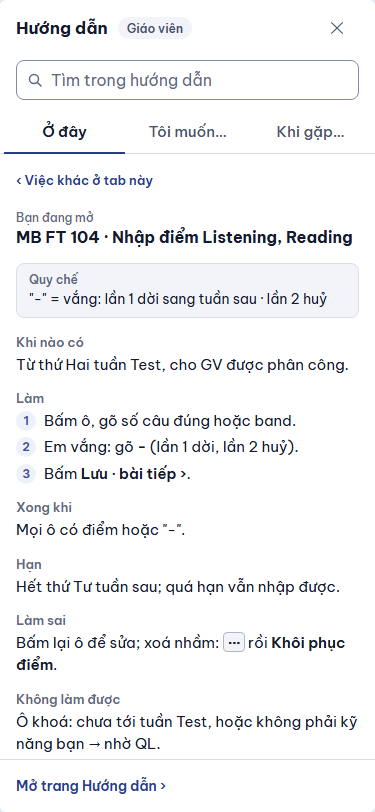 Hướng dẫn Giáo viên
Tìm trong hướng dẫn
Ở đây Tôi muốn... Khi gặp...
‹ Việc khác ở tab này
Bạn đang mở
MB FT 104 · Nhập điểm Listening, Reading
Quy chế
"-" = vắng: lần 1 dời sang tuần sau · lần 2 huỷ
Khi nào có
Từ thứ Hai tuần Test, cho GV được phân công.
Làm
1 Bấm ô, gõ số câu đúng hoặc band.
2 Em vắng: gõ - (lần 1 dời, lần 2 huỷ).
3 Bấm Lưu · bài tiếp ›.
Xong khi
Mọi ô có điểm hoặc "-".
Hạn
Hết thứ Tư tuần sau; quá hạn vẫn nhập được.
Làm sai
Bấm lại ô để sửa; xoá nhầm: ··· rồi Khôi phục
điểm.
Không làm được
Ô khoá: chưa tới tuần Test, hoặc không phải kỹ
năng bạn → nhờ QL.
Mở trang Hướng dẫn ›